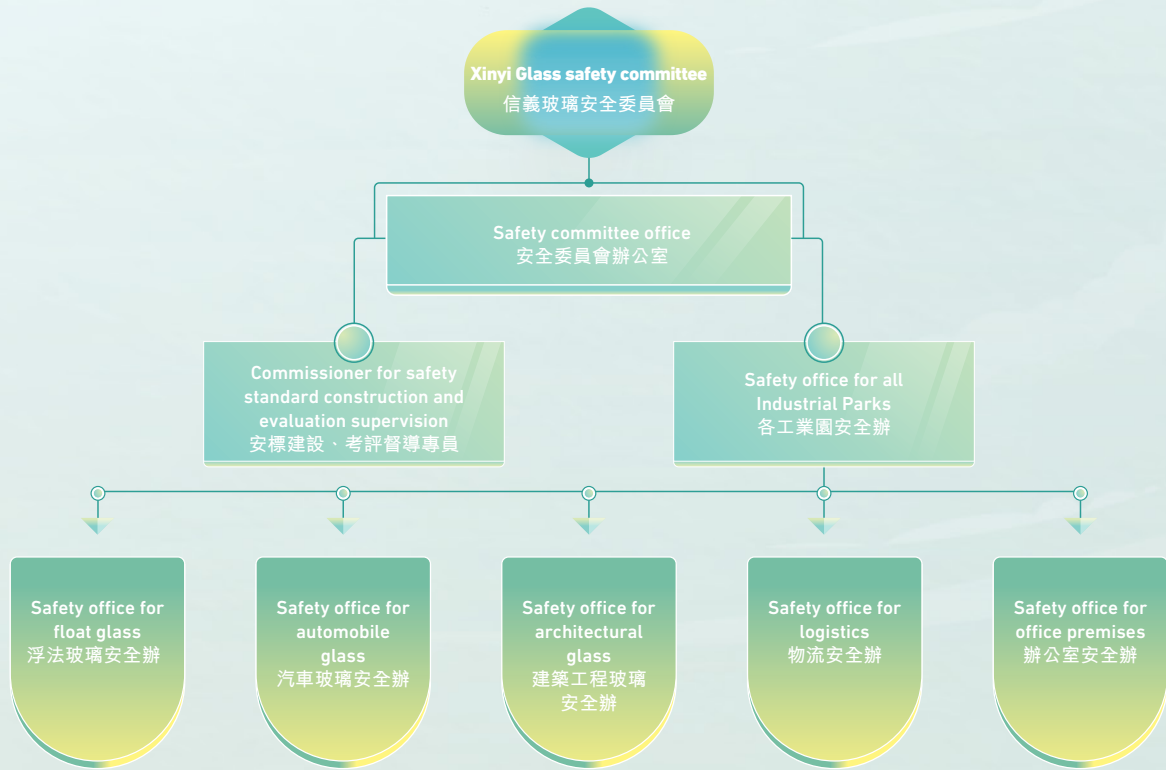 Xinyi Glass safety committee
信義玻璃安全委員會
Safety committee office
安全委員會辦公室
Commissioner for safety
standard construction and
evaluation supervision
安標建設、考評督導專員
Safety office for all
Industrial Parks
各工業園安全辦
Safety office for
float glass
浮法玻璃安全辦
Safety office for
automobile
glass
汽車玻璃安全辦
Safety office for
architectural
glass
建築工程玻璃
安全辦
Safety office for
logistics
物流安全辦
Safety office for
office premises
辦公室安全辦